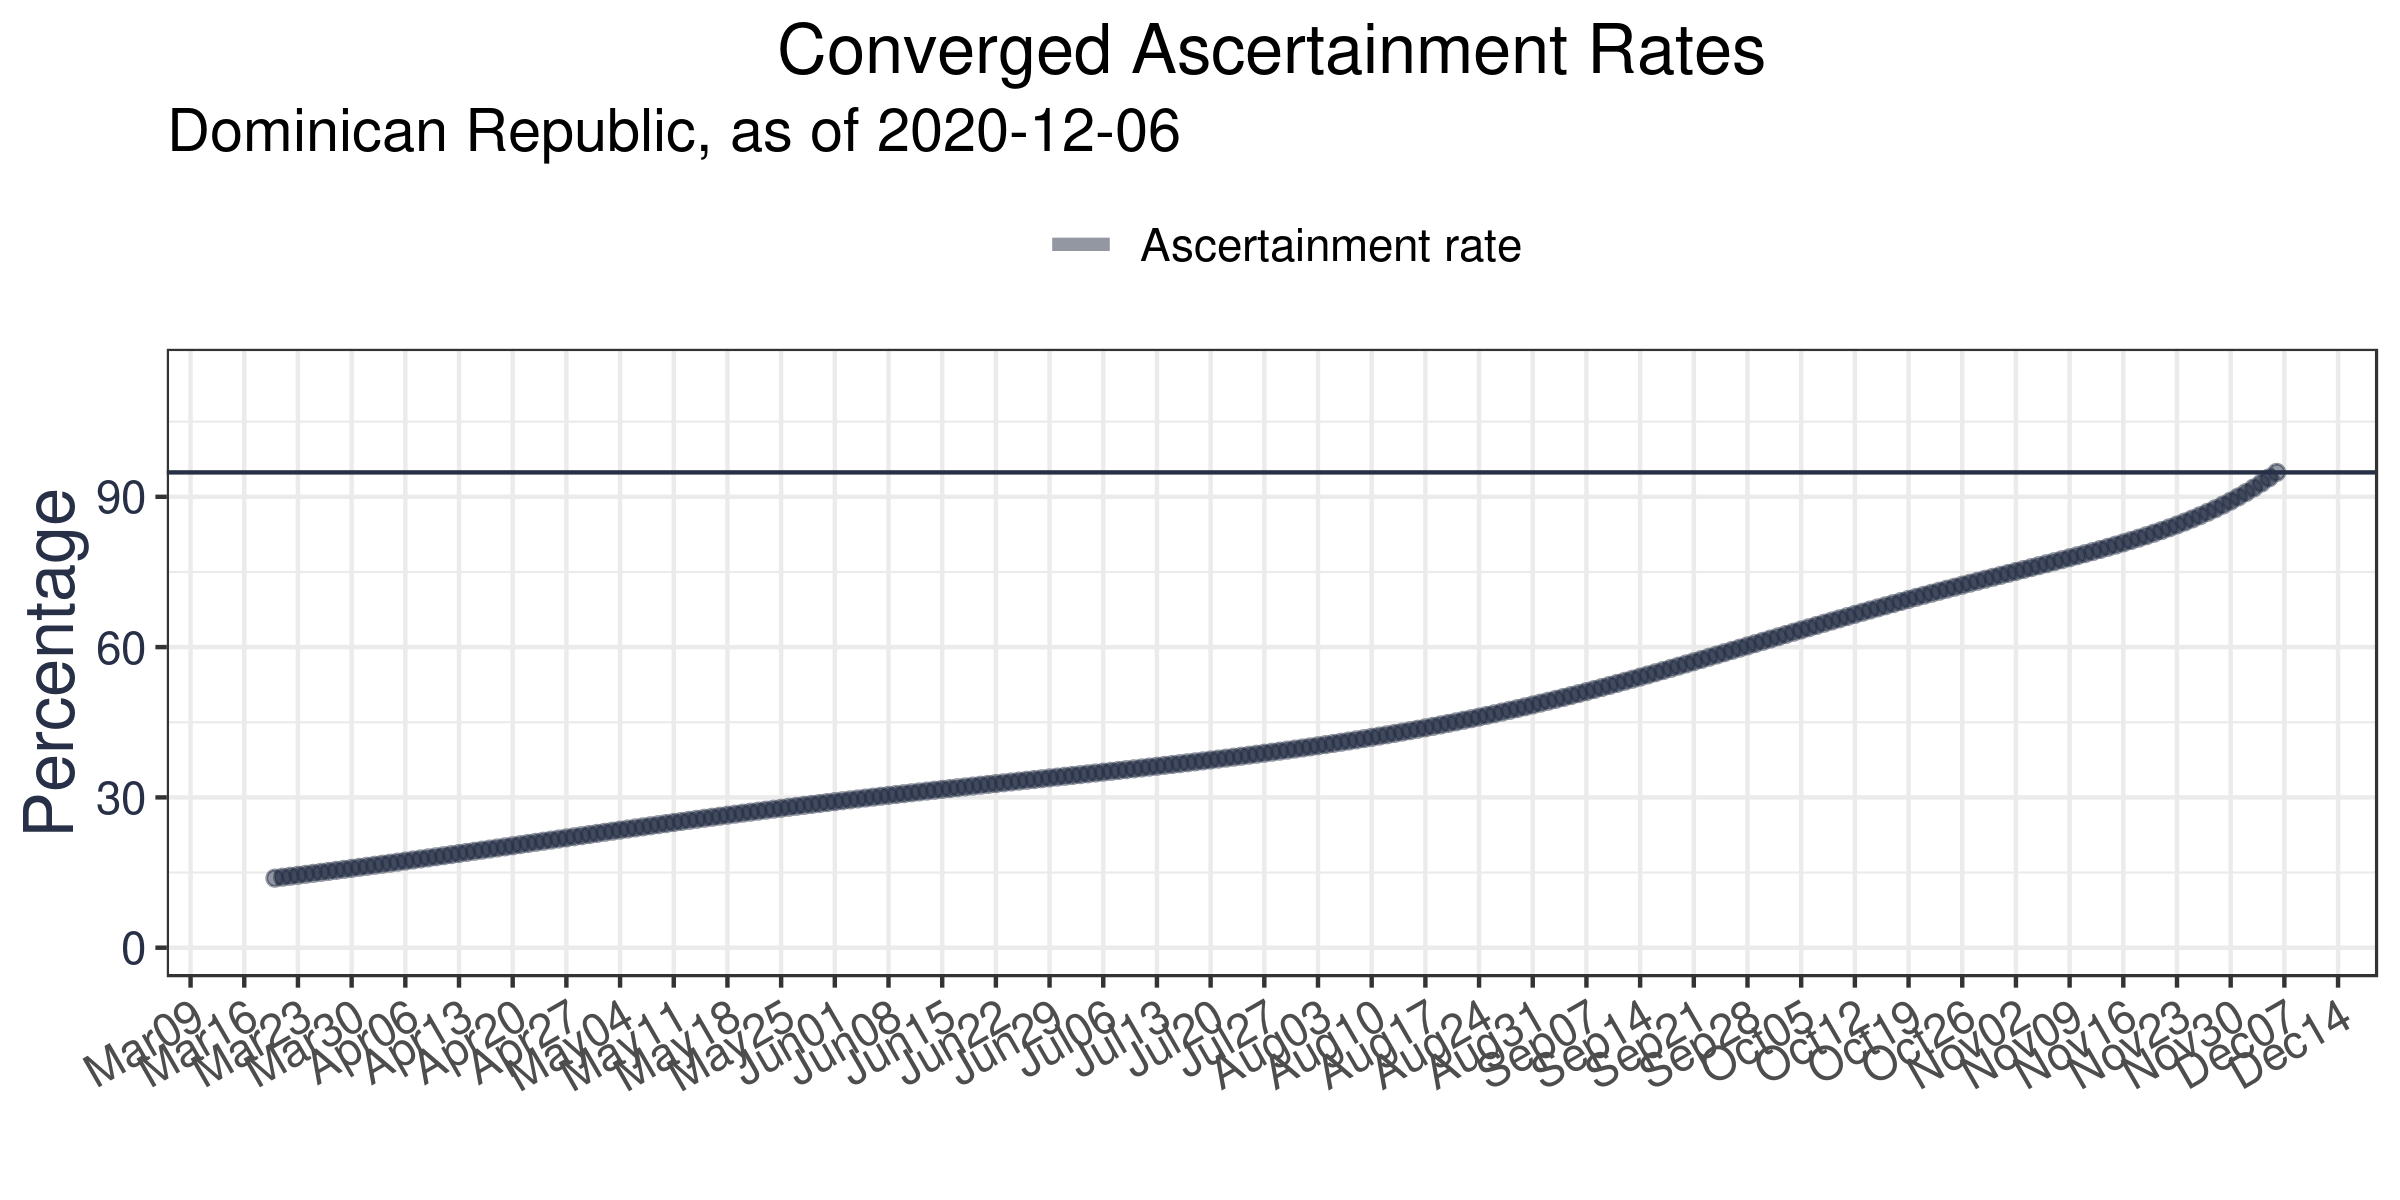 Converged Ascertainment Rates
Dominican Republic, as of 2020-12-06
Ascertainment rate
Percentage
90
60
30
0
Mar09 Mar16 Mar23 Mar30 Apr06 Apr13 Apr20 Apr27 May04 May11 May18 May25 Jun01 Jun08 Jun15 Jun22 Jun29 Jul06 Jul13 Jul20 Jul27 Aug03 Aug10 Aug17 Aug24 Aug31 Sep07 Sep14 Sep21 Sep28 Oct05 Oct12 Oct19 Oct26 Nov02 Nov09 Nov16 Nov23 Nov30 Dec07 Dec14